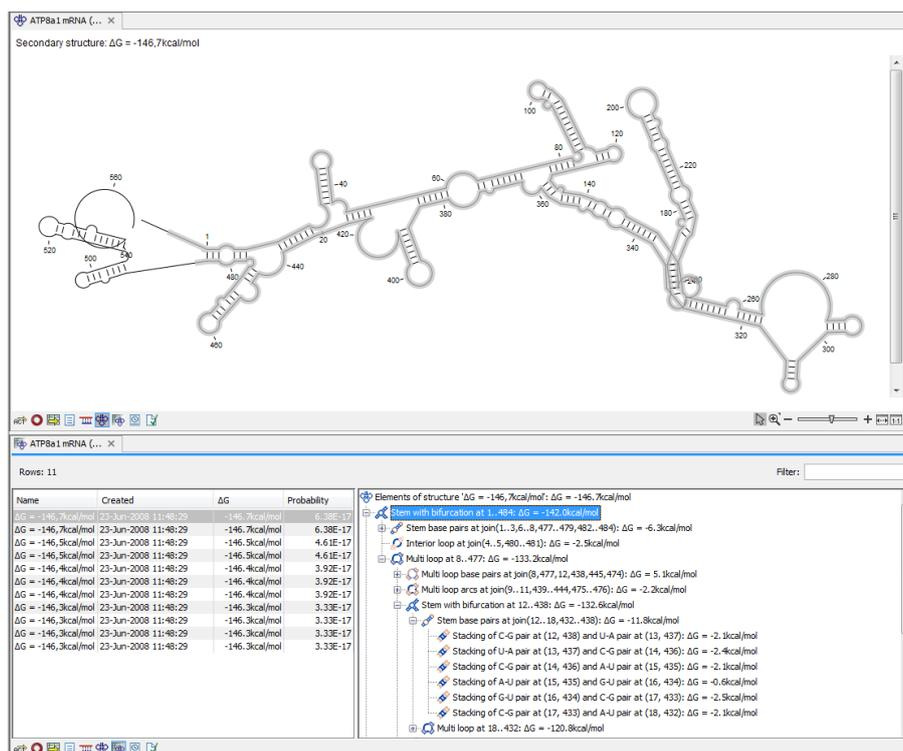 ATP8a1 mRNA (...
Secondary structure: ΔG = -146,7kcal/mol
560
520
500
540
1
480
460
440
20
40
420
400
60
380
100
80
120
360
140
200
220
180
340
240
260
280
320
300
ATP8a1 mRNA (...
Rows: 11
Filter:
Name Created ΔG Probability
ΔG = -146,7kcal/mol 23-Jun-2008 11:48:29 -146.7kcal/mol 6.38E-17
ΔG = -146,7kcal/mol 23-Jun-2008 11:48:29 -146.7kcal/mol 6.38E-17
ΔG = -146,5kcal/mol 23-Jun-2008 11:48:29 -146.5kcal/mol 4.61E-17
ΔG = -146,5kcal/mol 23-Jun-2008 11:48:29 -146.5kcal/mol 4.61E-17
ΔG = -146,4kcal/mol 23-Jun-2008 11:48:29 -146.4kcal/mol 3.92E-17
ΔG = -146,4kcal/mol 23-Jun-2008 11:48:29 -146.4kcal/mol 3.92E-17
ΔG = -146,4kcal/mol 23-Jun-2008 11:48:29 -146.4kcal/mol 3.92E-17
ΔG = -146,3kcal/mol 23-Jun-2008 11:48:29 -146.3kcal/mol 3.33E-17
ΔG = -146,3kcal/mol 23-Jun-2008 11:48:29 -146.3kcal/mol 3.33E-17
ΔG = -146,3kcal/mol 23-Jun-2008 11:48:29 -146.3kcal/mol 3.33E-17
ΔG = -146,3kcal/mol 23-Jun-2008 11:48:29 -146.3kcal/mol 3.33E-17
Elements of structure 'ΔG = -146,7kcal/mol': ΔG = -146.7kcal/mol
Stem with bifurcation at 1..484: ΔG = -142.0kcal/mol
Stem base pairs at join(1..3,6..8,477..479,482..484): ΔG = -6.3kcal/mol
Interior loop at join(4..5,480..481): ΔG = -2.5kcal/mol
Multi loop at 8..477: ΔG = -133.2kcal/mol
Multi loop base pairs at join(8,477,12,438,445,474): ΔG = 5.1kcal/mol
Multi loop arcs at join(9..11,439..444,475..476): ΔG = -2.2kcal/mol
Stem with bifurcation at 12..438: ΔG = -132.6kcal/mol
Stem base pairs at join(12..18,432..438): ΔG = -11.8kcal/mol
Stacking of C-G pair at (12, 438) and U-A pair at (13, 437): ΔG = -2.1kcal/mol
Stacking of U-A pair at (13, 437) and C-G pair at (14, 436): ΔG = -2.4kcal/mol
Stacking of C-G pair at (14, 436) and A-U pair at (15, 435): ΔG = -2.1kcal/mol
Stacking of A-U pair at (15, 435) and G-U pair at (16, 434): ΔG = -0.6kcal/mol
Stacking of G-U pair at (16, 434) and C-G pair at (17, 433): ΔG = -2.5kcal/mol
Stacking of C-G pair at (17, 433) and A-U pair at (18, 432): ΔG = -2.1kcal/mol
Multi loop at 18..432: ΔG = -120.8kcal/mol